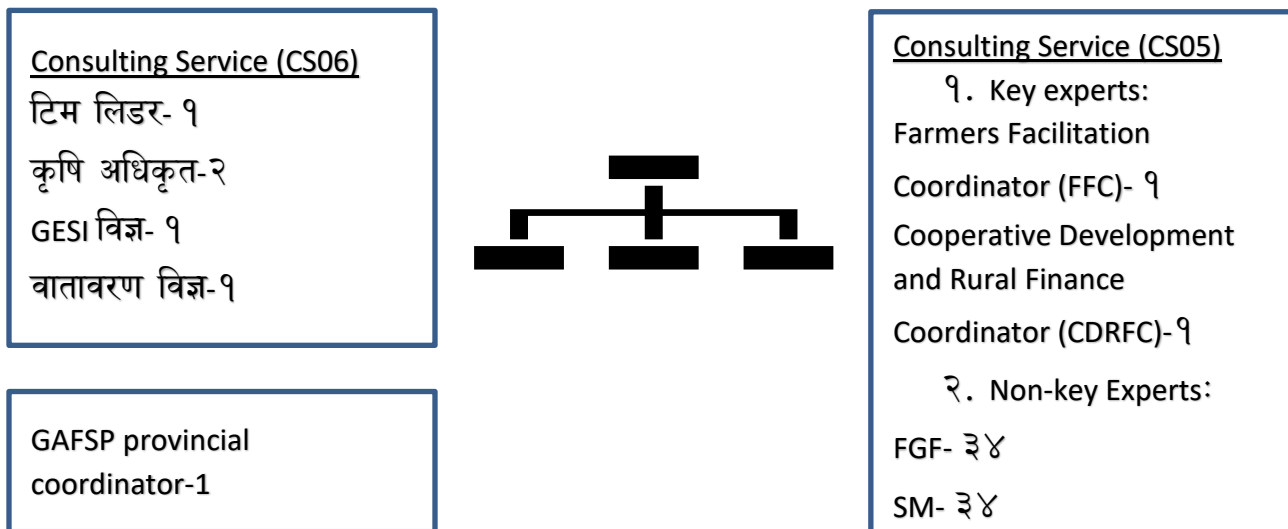 Consulting Service (CS06)
टिम लिडर- १
कृषि अधिकृत-२
GESI विज्ञ- १
वातावरण विज्ञ-१
GAFSP provincial
coordinator-1
Consulting Service (CS05)
१. Key experts:
Farmers Facilitation
Coordinator (FFC)- १
Cooperative Development
and Rural Finance
Coordinator (CDRFC)-१
२. Non-key Experts:
FGF- ३४
SM- ३४